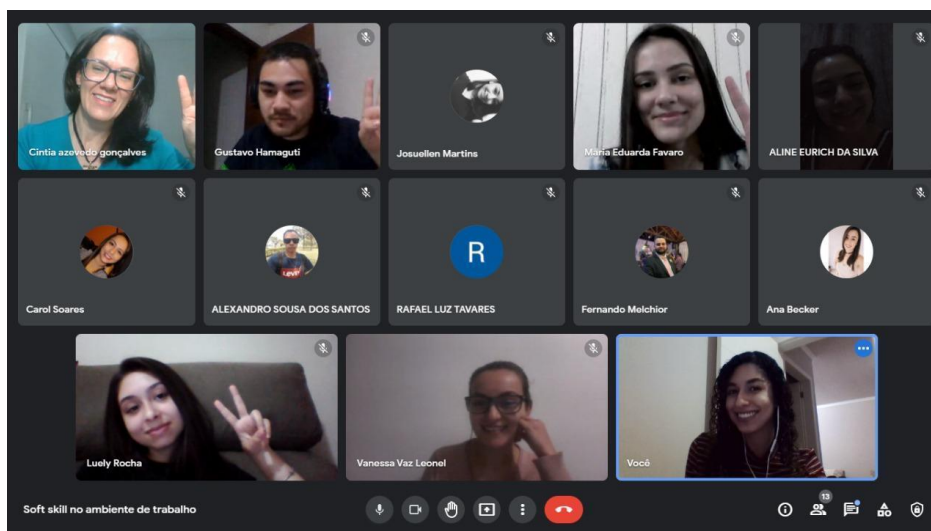 Cintia azevedo gonçalves
Gustavo Hamaguti
Josuellen Martins
Maria Eduarda Favaro
ALINE EURICH DA SILVA
Carol Soares
ALEXANDRO SOUSA DOS SANTOS
R
RAFAEL LUZ TAVARES
Fernando Melchior
Ana Becker
LEVI'S
Luely Rocha
Vanessa Vaz Leonel
Você
Soft skill no ambiente de trabalho
13